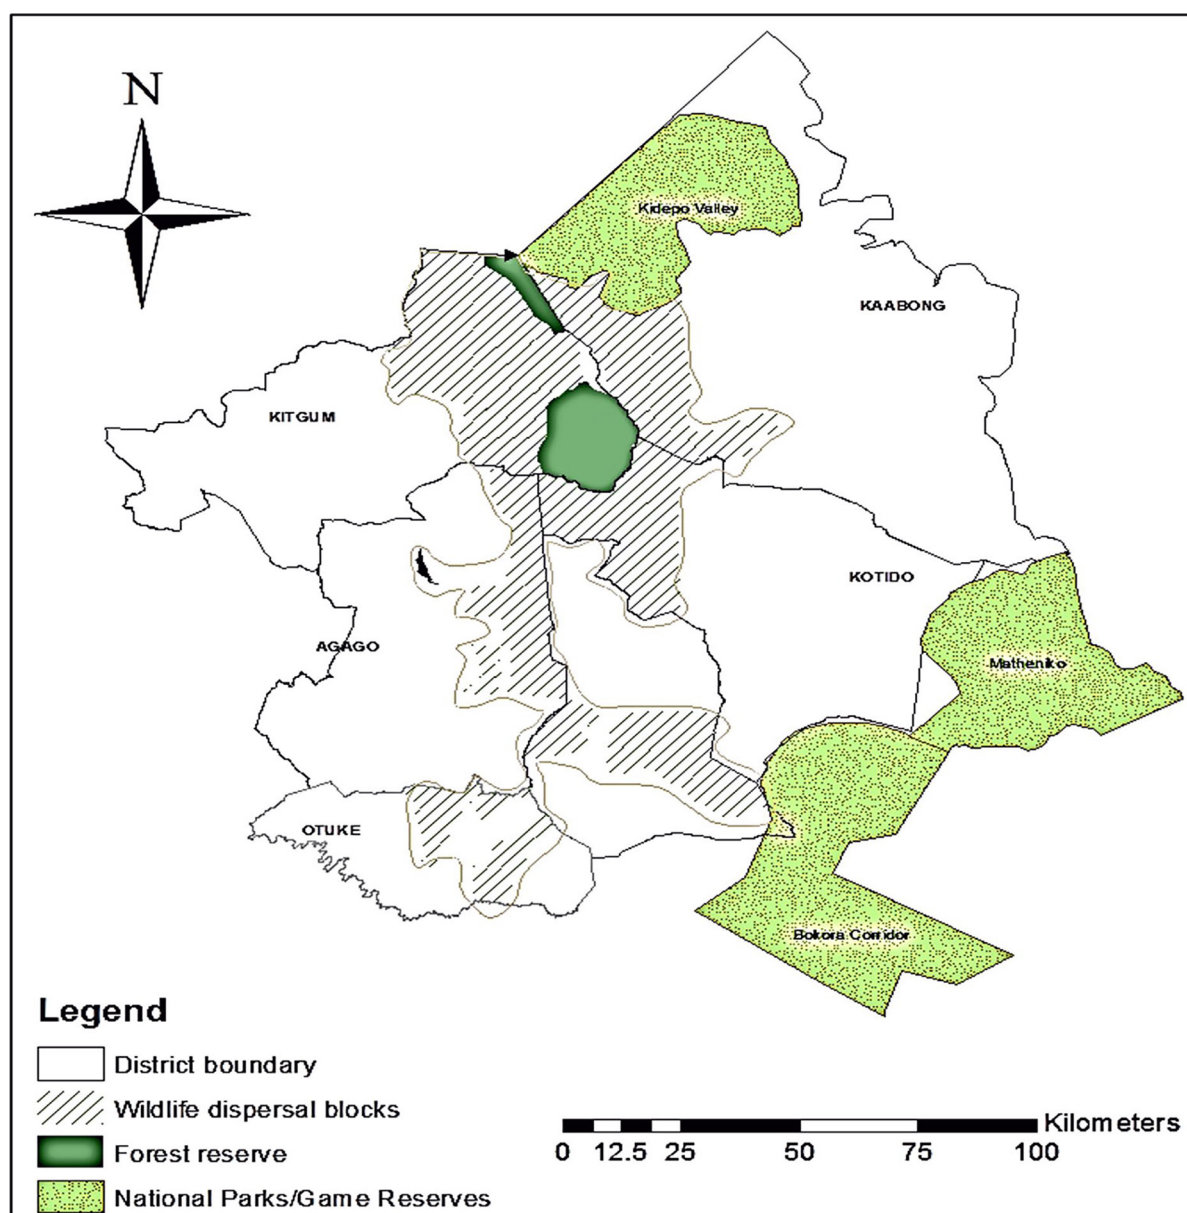 N
Kidepo Valley
KAABONG
KITGUM
KOTIDO
AGAGO
Matheniko
OTUKE
Bokora Corridor
Legend
District boundary
Wildlife dispersal blocks
Forest reserve
National Parks/Game Reserves
Kilometers
0 12.5 25 50 75 100